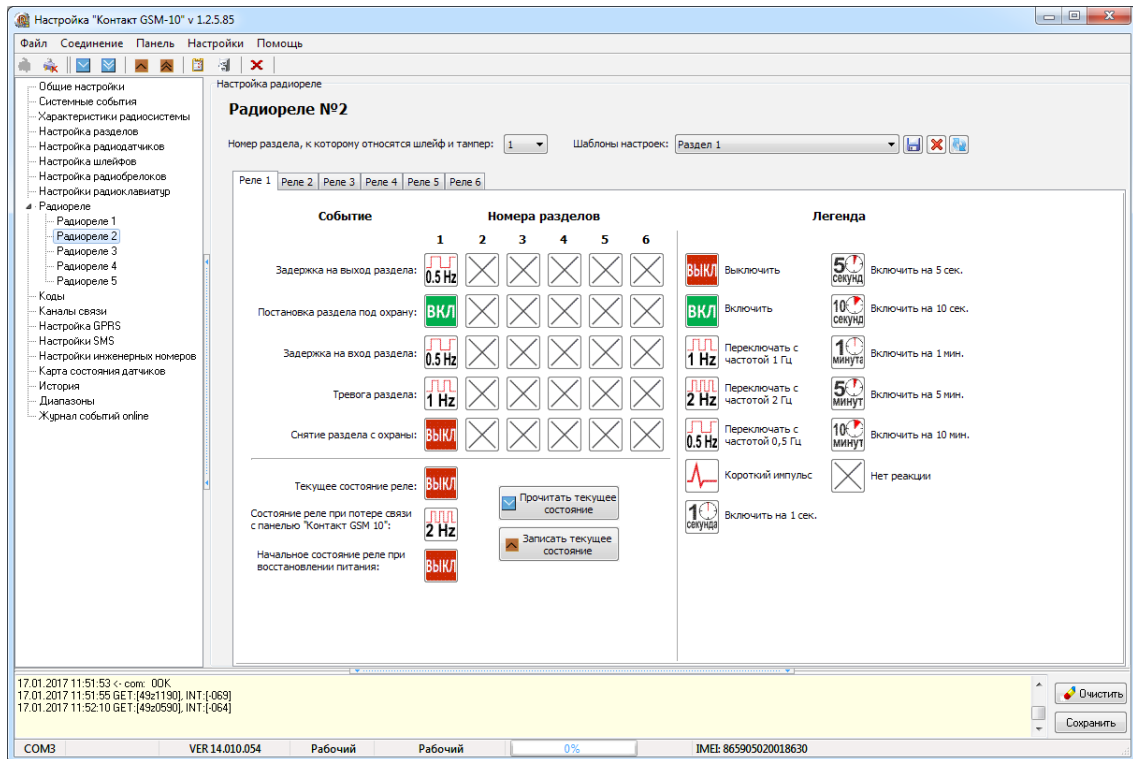 Настройка "Контакт GSM-10" v 1.2.5.85
Файл Соединение Панель Настройки Помощь
Общие настройки
Системные события
Характеристики радиосистемы
Настройка разделов
Настройка радиодатчиков
Настройка шлейфов
Настройка радиобрелоков
Настройки радиоклавиатур
Радиореле
Радиореле 1
Радиореле 2
Радиореле 3
Радиореле 4
Радиореле 5
Коды
Каналы связи
Настройка GPRS
Настройки SMS
Настройки инженерных номеров
Карта состояния датчиков
История
Диапазоны
Журнал событий online
Настройка радиореле
Радиореле №2
Номер раздела, к которому относятся шлейф и тампер: 1 Шаблоны настроек: Раздел 1
Реле 1 Реле 2 Реле 3 Реле 4 Реле 5 Реле 6
Событие Номера разделов
1 2 3 4 5 6
Задержка на выход раздела: 0.5 Hz
Постановка раздела под охрану: ВКЛ
Задержка на вход раздела: 0.5 Hz
Тревога раздела: 1 Hz
Снятие раздела с охраны: ВЫКЛ
Текущее состояние реле: ВЫКЛ
Состояние реле при потере связи
с панелью "Контакт GSM 10": 2 Hz
Начальное состояние реле при
восстановлении питания: ВЫКЛ
Прочитать текущее
состояние
Записать текущее
состояние
Легенда
ВЫКЛ Выключить
ВКЛ Включить
1 Hz Переключать с
частотой 1 Гц
2 Hz Переключать с
частотой 2 Гц
0.5 Hz Переключать с
частотой 0,5 Гц
Короткий импульс
1 секунда Включить на 1 сек.
5 секунд Включить на 5 сек.
10 секунд Включить на 10 сек.
1 минута Включить на 1 мин.
5 минут Включить на 5 мин.
10 минут Включить на 10 мин.
Нет реакции
17.01.2017 11:51:53 <- com: 0OK
17.01.2017 11:51:55 GET:[49z1190], INT:[-069]
17.01.2017 11:52:10 GET:[49z0590], INT:[-064]
Очистить
Сохранить
COM3 VER 14.010.054 Рабочий Рабочий 0% IMEI: 865905020018630